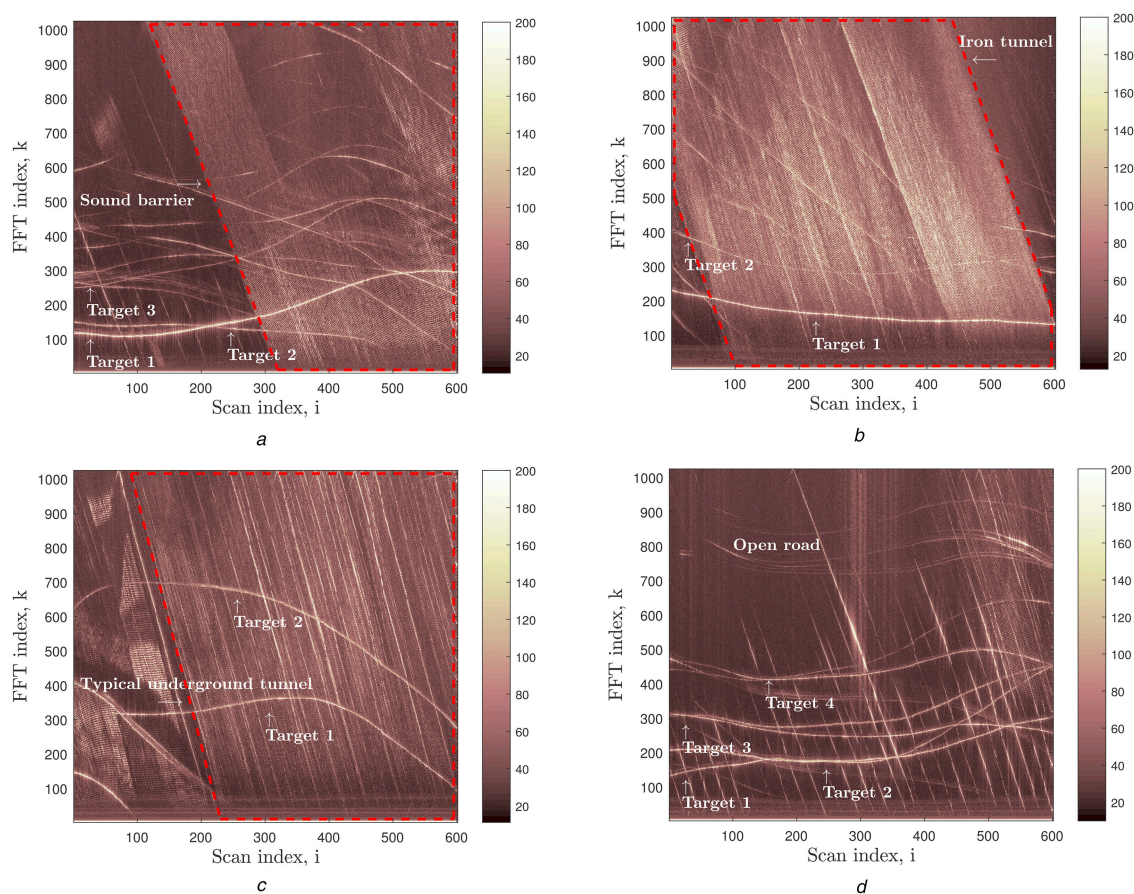 1000
900
800
700
600
500
400
300
200
100
FFT index, k
100 200 300 400 500 600
Scan index, i
Sound barrier
Target 3
Target 1
Target 2
200
180
160
140
120
100
80
60
40
20
a
1000
900
800
700
600
500
400
300
200
100
FFT index, k
100 200 300 400 500 600
Scan index, i
Iron tunnel
Target 2
Target 1
200
180
160
140
120
100
80
60
40
20
b
1000
900
800
700
600
500
400
300
200
100
FFT index, k
100 200 300 400 500 600
Scan index, i
Target 2
Typical underground tunnel
Target 1
200
180
160
140
120
100
80
60
40
20
c
1000
900
800
700
600
500
400
300
200
100
FFT index, k
100 200 300 400 500 600
Scan index, i
Open road
Target 4
Target 3
Target 1
Target 2
200
180
160
140
120
100
80
60
40
20
d